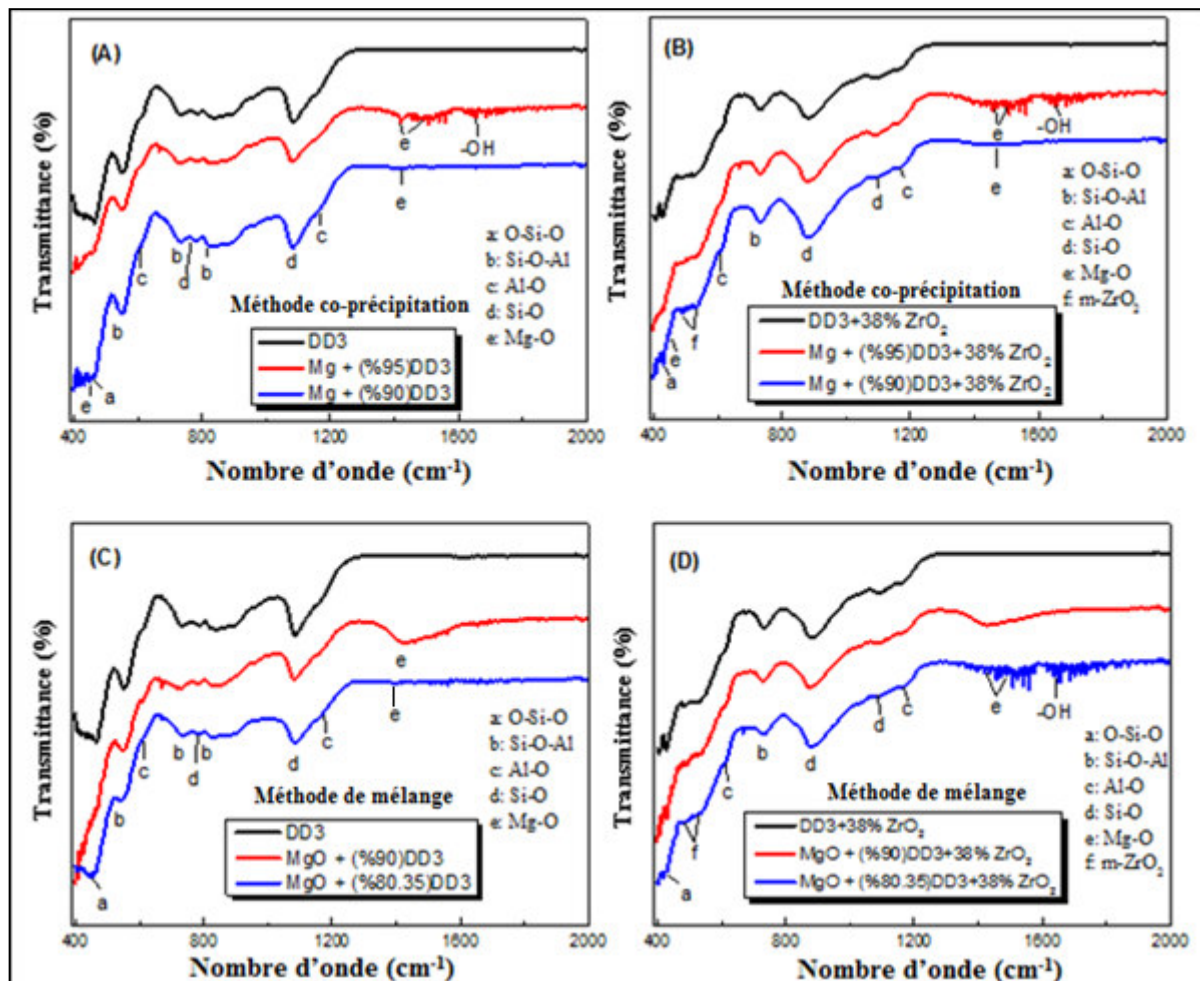 (A)
Transmittance (%)
e
-OH
e
c
b
d
b
d
c
b
a
e
a: O-Si-O
b: Si-O-Al
c: Al-O
d: Si-O
e: Mg-O
Méthode co-précipitation
DD3
Mg + (%95)DD3
Mg + (%90)DD3
400 800 1200 1600 2000
Nombre d’onde (cm-1)
(B)
Transmittance (%)
e
-OH
e
c
d
b
d
c
f
e
a
a: O-Si-O
b: Si-O-Al
c: Al-O
d: Si-O
e: Mg-O
f: m-ZrO2
Méthode co-précipitation
DD3+38% ZrO2
Mg + (%95)DD3+38% ZrO2
Mg + (%90)DD3+38% ZrO2
400 800 1200 1600 2000
Nombre d’onde (cm-1)
(C)
Transmittance (%)
e
e
c
b
b
d
d
c
b
a
a: O-Si-O
b: Si-O-Al
c: Al-O
d: Si-O
e: Mg-O
Méthode de mélange
DD3
MgO + (%90)DD3
MgO + (%80.35)DD3
400 800 1200 1600 2000
Nombre d’onde (cm-1)
(D)
Transmittance (%)
e
-OH
c
d
b
d
c
f
a
a: O-Si-O
b: Si-O-Al
c: Al-O
d: Si-O
e: Mg-O
f: m-ZrO2
Méthode de mélange
DD3+38% ZrO2
MgO + (%90)DD3+38% ZrO2
MgO + (%80.35)DD3+38% ZrO2
400 800 1200 1600 2000
Nombre d’onde (cm-1)